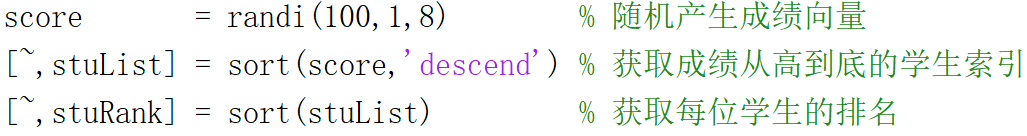 score        = randi(100,1,8)         % 随机产生成绩向量
[~,stuList] = sort(score,'descend') % 获取成绩从高到底的学生索引
[~,stuRank] = sort(stuList)          % 获取每位学生的排名